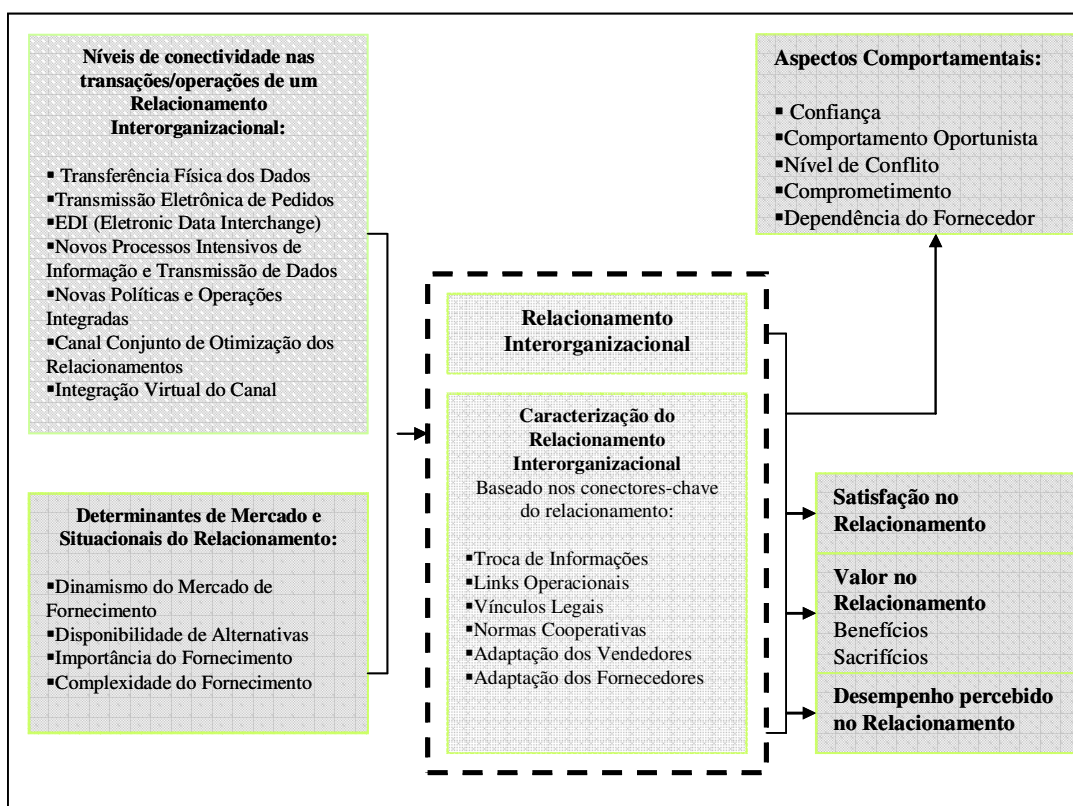 Níveis de conectividade nas
transações/operações de um
Relacionamento
Interorganizacional:
▪ Transferência Física dos Dados
▪Transmissão Eletrônica de Pedidos
▪EDI (Eletronic Data Interchange)
▪Novos Processos Intensivos de
Informação e Transmissão de Dados
▪Novas Políticas e Operações
Integradas
▪Canal Conjunto de Otimização dos
Relacionamentos
▪Integração Virtual do Canal
Determinantes de Mercado e
Situacionais do Relacionamento:
▪Dinamismo do Mercado de
Fornecimento
▪Disponibilidade de Alternativas
▪Importância do Fornecimento
▪Complexidade do Fornecimento
Relacionamento
Interorganizacional
Caracterização do
Relacionamento
Interorganizacional
Baseado nos conectores-chave
do relacionamento:
▪Troca de Informações
▪Links Operacionais
▪Vínculos Legais
▪Normas Cooperativas
▪Adaptação dos Vendedores
▪Adaptação dos Fornecedores
Aspectos Comportamentais:
▪ Confiança
▪Comportamento Oportunista
▪Nível de Conflito
▪Comprometimento
▪Dependência do Fornecedor
Satisfação no
Relacionamento
Valor no
Relacionamento
Benefícios
Sacrifícios
Desempenho percebido
no Relacionamento